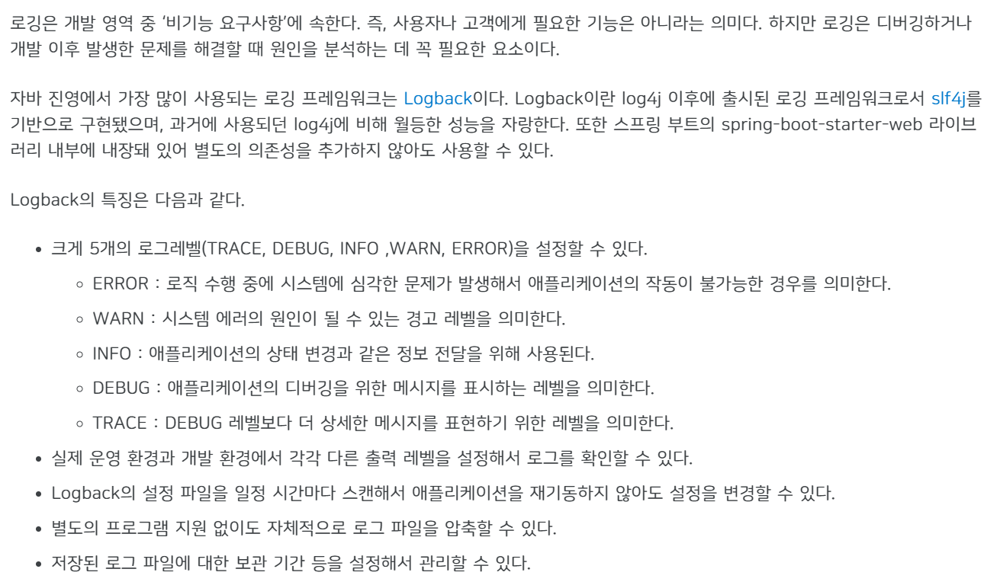 로깅은 개발 영역 중 ‘비기능 요구사항’에 속한다. 즉, 사용자나 고객에게 필요한 기능은 아니라는 의미다. 하지만 로깅은 디버깅하거나
개발 이후 발생한 문제를 해결할 때 원인을 분석하는 데 꼭 필요한 요소이다.
자바 진영에서 가장 많이 사용되는 로깅 프레임워크는 Logback이다. Logback이란 log4j 이후에 출시된 로깅 프레임워크로서 slf4j를
기반으로 구현됐으며, 과거에 사용되던 log4j에 비해 월등한 성능을 자랑한다. 또한 스프링 부트의 spring-boot-starter-web 라이브
러리 내부에 내장돼 있어 별도의 의존성을 추가하지 않아도 사용할 수 있다.
Logback의 특징은 다음과 같다.
• 크게 5개의 로그레벨(TRACE, DEBUG, INFO ,WARN, ERROR)을 설정할 수 있다.
◦ ERROR : 로직 수행 중에 시스템에 심각한 문제가 발생해서 애플리케이션의 작동이 불가능한 경우를 의미한다.
◦ WARN : 시스템 에러의 원인이 될 수 있는 경고 레벨을 의미한다.
◦ INFO : 애플리케이션의 상태 변경과 같은 정보 전달을 위해 사용된다.
◦ DEBUG : 애플리케이션의 디버깅을 위한 메시지를 표시하는 레벨을 의미한다.
◦ TRACE : DEBUG 레벨보다 더 상세한 메시지를 표현하기 위한 레벨을 의미한다.
• 실제 운영 환경과 개발 환경에서 각각 다른 출력 레벨을 설정해서 로그를 확인할 수 있다.
• Logback의 설정 파일을 일정 시간마다 스캔해서 애플리케이션을 재기동하지 않아도 설정을 변경할 수 있다.
• 별도의 프로그램 지원 없이도 자체적으로 로그 파일을 압축할 수 있다.
• 저장된 로그 파일에 대한 보관 기간 등을 설정해서 관리할 수 있다.